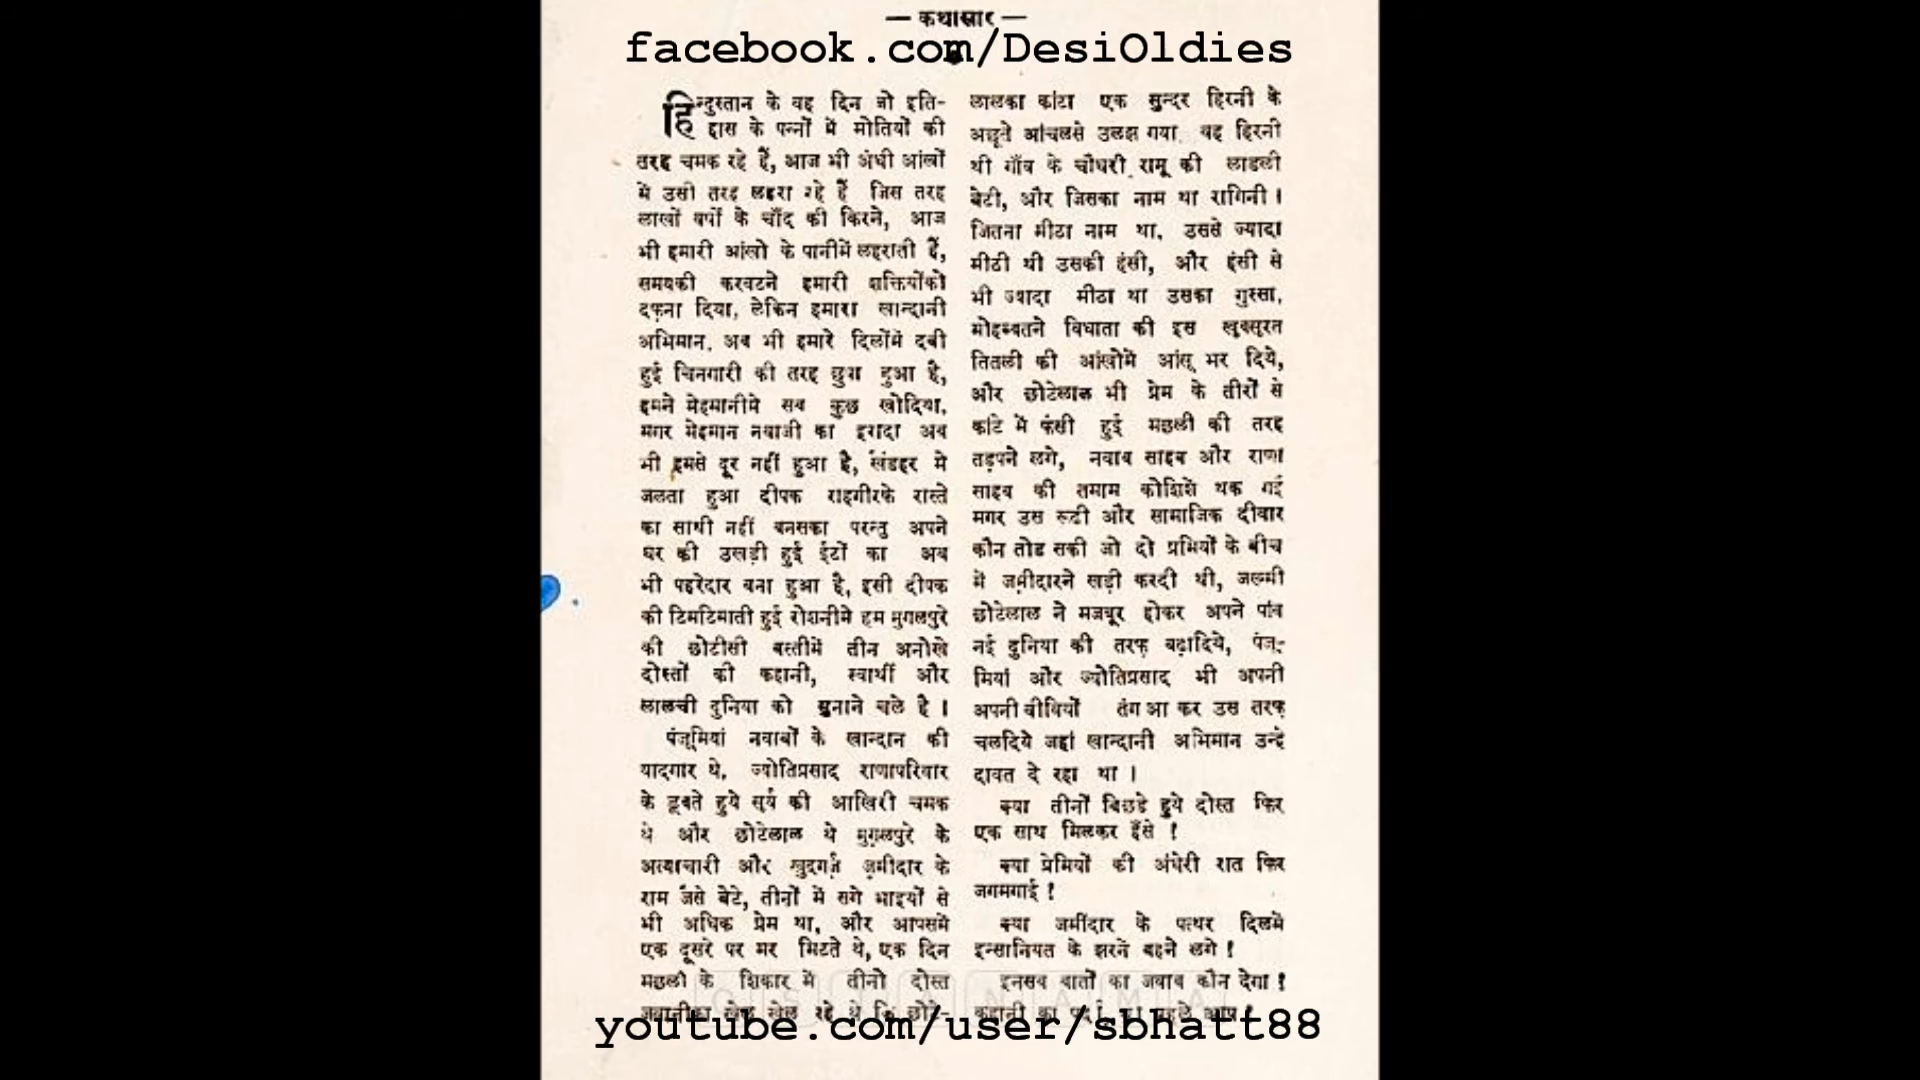 — कथासार —
facebook.com/DesiOldies
हिन्दुस्तान के वह दिन जो इति-
हास के पन्नों में मोतियों की
तरह चमक रहे हैं, आज भी अंधी आंखों
में उसी तरह लहरा रहे हैं जिस तरह
लाखों वर्षों के चाँद की किरने, आज
भी हमारी आंखो के पानीमें लहराती हैं,
समयकी करवटने हमारी शक्तियोंको
दफ़ना दिया, लेकिन हमारा खान्दानी
अभिमान, अब भी हमारे दिलोंमें दबी
हुई चिनगारी की तरह छुपा हुआ है,
हमने मेहमानीमे सब कुछ खोदिया,
मगर मेहमान नवाजी का इरादा अब
भी हमसे दूर नहीं हुआ है, खंडहर मे
जलता हुआ दीपक राहगीरके रास्ते
का साथी नहीं बनसका परन्तु अपने
घर की उखड़ी हुई ईटों का अब
भी पहरेदार बना हुआ है, इसी दीपक
की टिमटिमाती हुई रोशनीमे हम मुगलपुरे
की छोटीसी बस्तीमें तीन अनोखे
दोस्तों की कहानी, स्वार्थी और
लालची दुनिया को सुनाने चले है ।
पंजूमियां नवाबों के खान्दान की
यादगार थे, ज्योतिप्रसाद राणापरिवार
के डूबते हुये सूर्य की आखिरी चमक
थे और छोटेलाल थे मुग़लपुरे के
अत्याचारी और खुदगर्ज़ ज़मीदार के
राम जैसे बेटे, तीनों में सगे भाइयों से
भी अधिक प्रेम था, और आपसमें
एक दूसरे पर मर मिटते थे, एक दिन
मछली के शिकार में तीनो दोस्त
जवानीका खेल खेल रहे थे कि छोटे-
लालका कांटा एक सुन्दर हिरनी के
अछूते आंचलसे उलझ गया, वह हिरनी
थी गाँव के चौधरी रामू की लाडली
बेटी, और जिसका नाम था रागिनी ।
जितना मीठा नाम था, उससे ज्यादा
मीठी थी उसकी हंसी, और हंसी से
भी ज्यादा मीठा था उसका गुस्सा,
मोहब्बतने विधाता की इस खूबसुरत
तितली की आंखोमें आंसू भर दिये,
और छोटेलाल भी प्रेम के तीरों से
कांटे में फंसी हुई मछली की तरह
तड़पने लगे, नवाब साहब और राणा
साहब की तमाम कोशिशें थक गई
मगर उस रूढी और सामाजिक दीवार
कौन तोड सकी जो दो प्रेमियों के बीच
में ज़मीदारने खड़ी करदी थी, जख्मी
छोटेलाल ने मजबूर होकर अपने पांव
नई दुनिया की तरफ़ बढ़ादिये, पंजू-
मियां और ज्योतिप्रसाद भी अपनी
अपनी बीवियों तंग आ कर उस तरफ़
चलदिये जहां खान्दानी अभिमान उन्हे
दावत दे रहा था ।
क्या तीनों बिछडे हुये दोस्त फिर
एक साथ मिलकर हँसे !
क्या प्रेमियों की अंधेरी रात फिर
जगमगाई !
क्या जमींदार के पत्थर दिलमें
इन्सानियत के झरने बहने लगे !
इनसब बातों का जवाब कौन देगा !
कहानी का पर्दा
youtube.com/user/sbhatt88